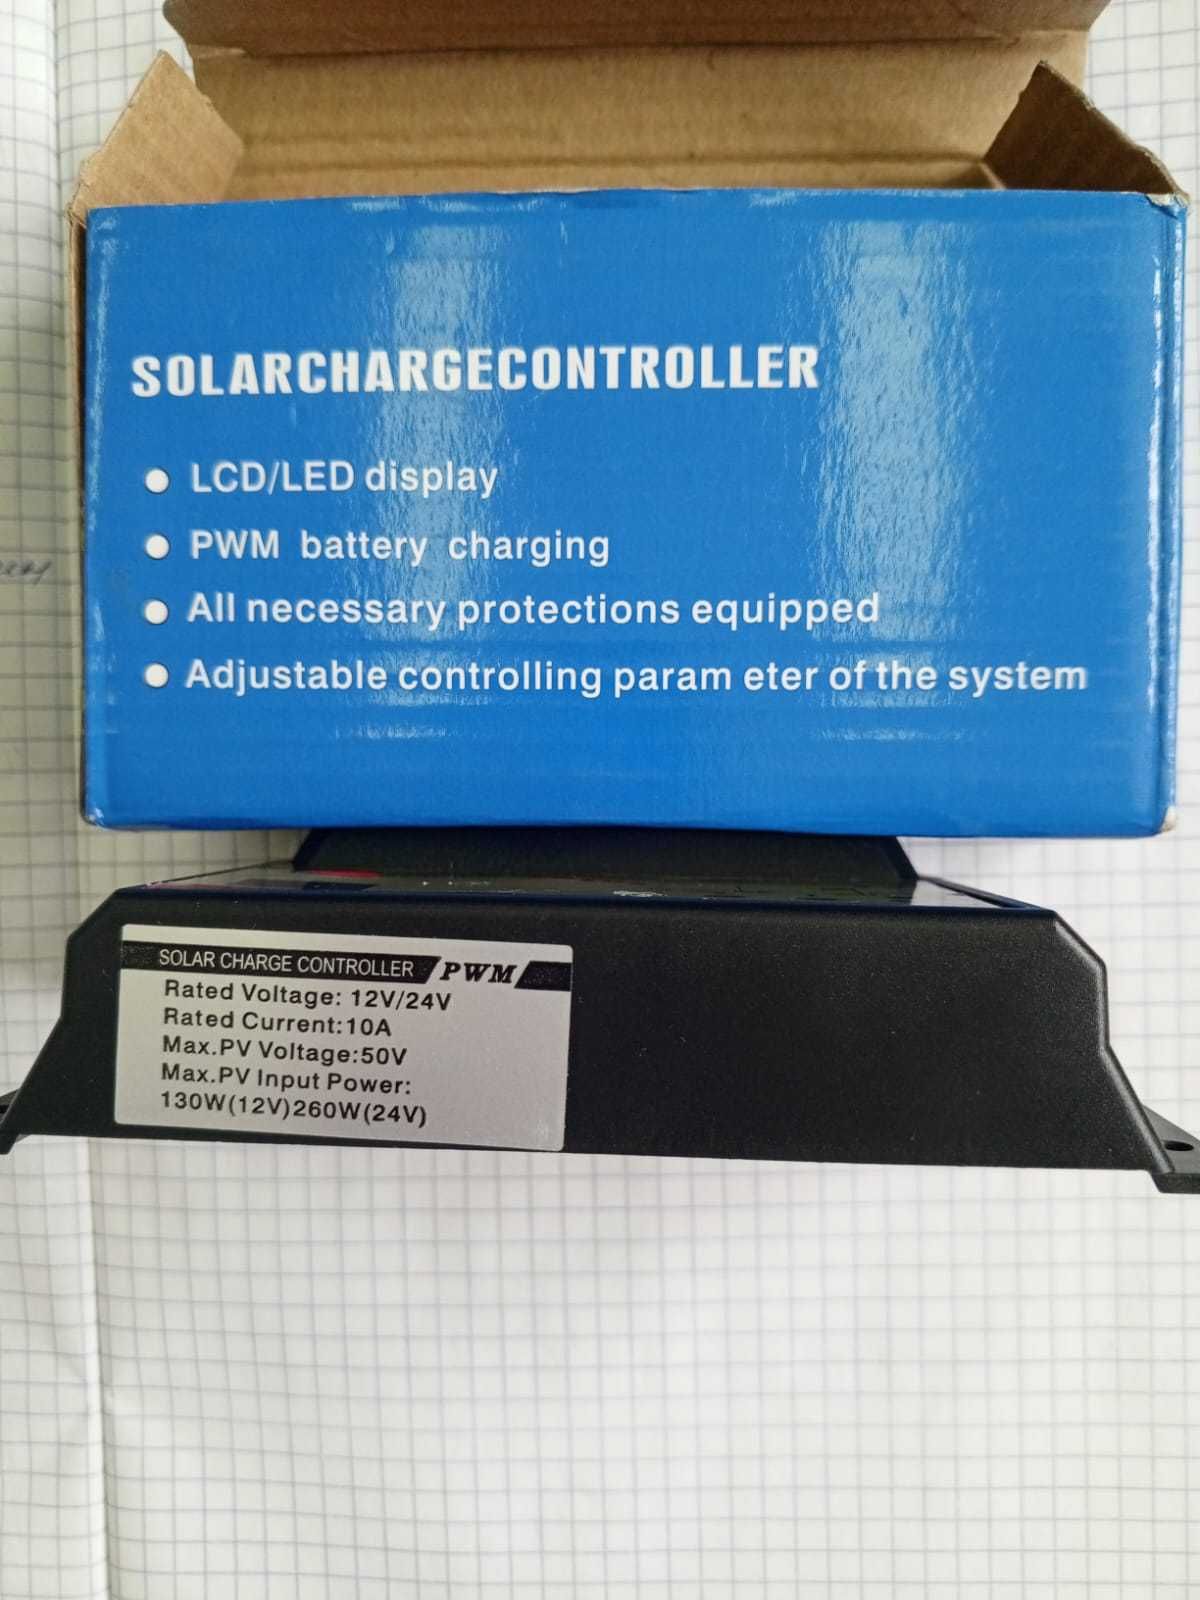 SOLARCHARGECONTROLLER
LCD/LED display
PWM battery charging
All necessary protections equipped
Adjustable controlling param eter of the system
SOLAR CHARGE CONTROLLER PWM
Rated Voltage: 12V/24V
Rated Current:10A
Max.PV Voltage:50V
Max.PV Input Power:
130W(12V)260W(24V)